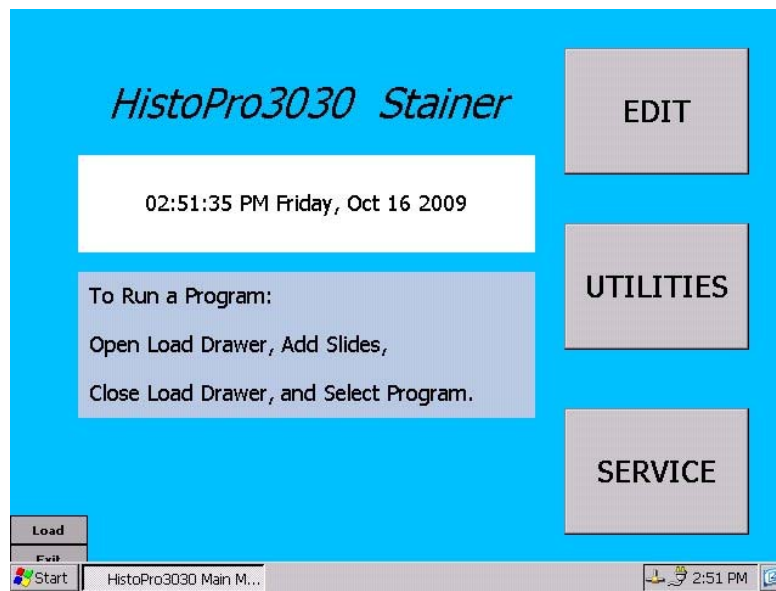 HistoPro3030 Stainer
EDIT
02:51:35 PM Friday, Oct 16 2009
To Run a Program:
Open Load Drawer, Add Slides,
Close Load Drawer, and Select Program.
UTILITIES
SERVICE
Load
Exit
Start
HistoPro3030 Main M...
2:51 PM